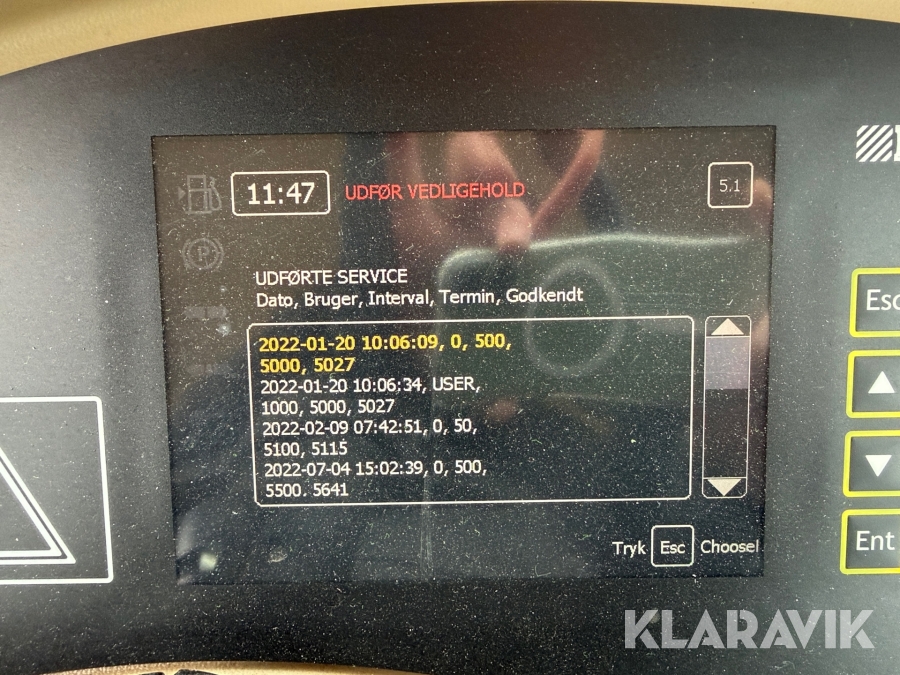 11:47 UDFØR VEDLIGEHOLD 5.1
UDFØRTE SERVICE
Dato, Bruger, Interval, Termin, Godkendt
2022-01-20 10:06:09, 0, 500,
5000, 5027
2022-01-20 10:06:34, USER,
1000, 5000, 5027
2022-02-09 07:42:51, 0, 50,
5100, 5115
2022-07-04 15:02:39, 0, 500,
5500. 5641
Tryk Esc Choosel
Esc
Ent
KLARAVIK